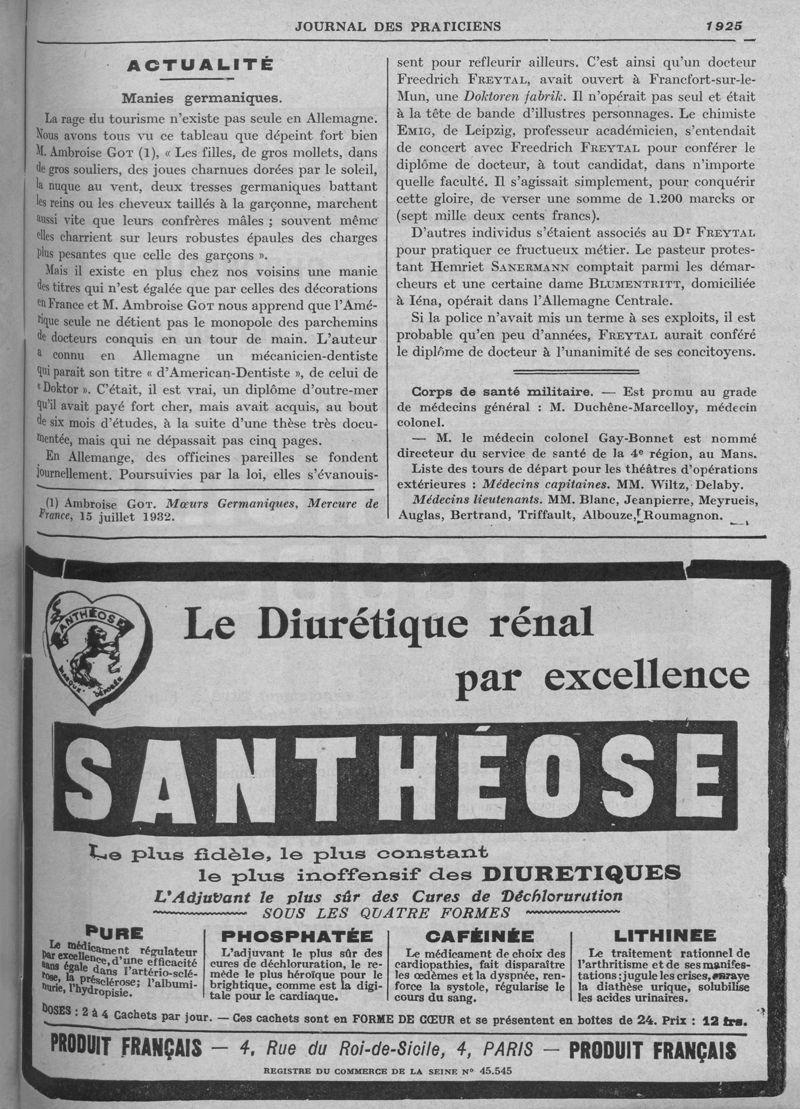 JOURNAL DES PRATICIENS
1925
ACTUALITÉ
Manies germaniques.
La rage du tourisme n'existe pas seule en Allemagne.
Nous avons tous vu ce tableau que dépeint fort bien
M. Ambroise GOT (1), « Les filles, de gros mollets, dans
de gros souliers, des joues charnues dorées par le soleil,
la nuque au vent, deux tresses germaniques battant
les reins ou les cheveux taillés à la garçonne, marchent
aussi vite que leurs confrères mâles ; souvent même
elles charrient sur leurs robustes épaules des charges
plus pesantes que celle des garçons ».
Mais il existe en plus chez nos voisins une manie
des titres qui n'est égalée que par celles des décorations
en France et M. Ambroise GOT nous apprend que l'Amé-
rique seule ne détient pas le monopole des parchemins
de docteurs conquis en un tour de main. L'auteur
a connu en Allemagne un mécanicien-dentiste
qui parait son titre « d'American-Dentiste », de celui de
« Doktor ». C'était, il est vrai, un diplôme d'outre-mer
qu'il avait payé fort cher, mais avait acquis, au bout
de six mois d'études, à la suite d'une thèse très docu-
mentée, mais qui ne dépassait pas cinq pages.
En Allemange, des officines pareilles se fondent
journellement. Poursuivies par la loi, elles s'évanouis-
(1) Ambroise GOT. Mœurs Germaniques, Mercure de
France, 15 juillet 1932.
sent pour refleurir ailleurs. C'est ainsi qu'un docteur
Freedrich FREYTAL, avait ouvert à Francfort-sur-le-
Mun, une Doktoren fabrik. Il n'opérait pas seul et était
à la tête de bande d'illustres personnages. Le chimiste
EMIG, de Leipzig, professeur académicien, s'entendait
de concert avec Freedrich FREYTAL pour conférer le
diplôme de docteur, à tout candidat, dans n'importe
quelle faculté. Il s'agissait simplement, pour conquérir
cette gloire, de verser une somme de 1.200 marcks or
(sept mille deux cents francs).
D'autres individus s'étaient associés au Dr FREYTAL
pour pratiquer ce fructueux métier. Le pasteur protes-
tant Hemriet SANERMANN comptait parmi les démar-
cheurs et une certaine dame BLUMENTRITT, domiciliée
à Iéna, opérait dans l'Allemagne Centrale.
Si la police n'avait mis un terme à ses exploits, il est
probable qu'en peu d'années, FREYTAL aurait conféré
le diplôme de docteur à l'unanimité de ses concitoyens.
Corps de santé militaire. — Est promu au grade
de médecins général : M. Duchêne-Marcelloy, médecin
colonel.
— M. le médecin colonel Gay-Bonnet est nommé
directeur du service de santé de la 4e région, au Mans.
Liste des tours de départ pour les théâtres d'opérations
extérieures : Médecins capitaines. MM. Wiltz, Delaby.
Médecins lieutenants. MM. Blanc, Jeanpierre, Meyrueis,
Auglas, Bertrand, Triffault, Albouze, Roumagnon.
SANTHÉOSE
MARQUE DÉPOSÉE
Le Diurétique rénal
par excellence
SANTHÉOSE
Le plus fidèle, le plus constant
le plus inoffensif des DIURETIQUES
L'Adjuvant le plus sûr des Cures de Déchloruration
SOUS LES QUATRE FORMES
PURE
Le médicament régulateur
par excellence, d'une efficacité
sans égale dans l'artério-sclé-
rose, la présclérose; l'albumi-
nurie, l'hydropisie.
PHOSPHATÉE
L'adjuvant le plus sûr des
cures de déchloruration, le re-
mède le plus héroïque pour le
brightique, comme est la digi-
tale pour le cardiaque.
CAFÉINÉE
Le médicament de choix des
cardiopathies, fait disparaître
les œdèmes et la dyspnée, ren-
force la systole, régularise le
cours du sang.
LITHINEE
Le traitement rationnel de
l'arthritisme et de ses manifes-
tations; jugule les crises, enraye
la diathèse urique, solubilise
les acides urinaires.
DOSES : 2 à 4 Cachets par jour. — Ces cachets sont en FORME DE CŒUR et se présentent en boîtes de 24. Prix : 12 frs.
PRODUIT FRANÇAIS — 4, Rue du Roi-de-Sicile, 4, PARIS — PRODUIT FRANÇAIS
REGISTRE DU COMMERCE DE LA SEINE N° 45.545